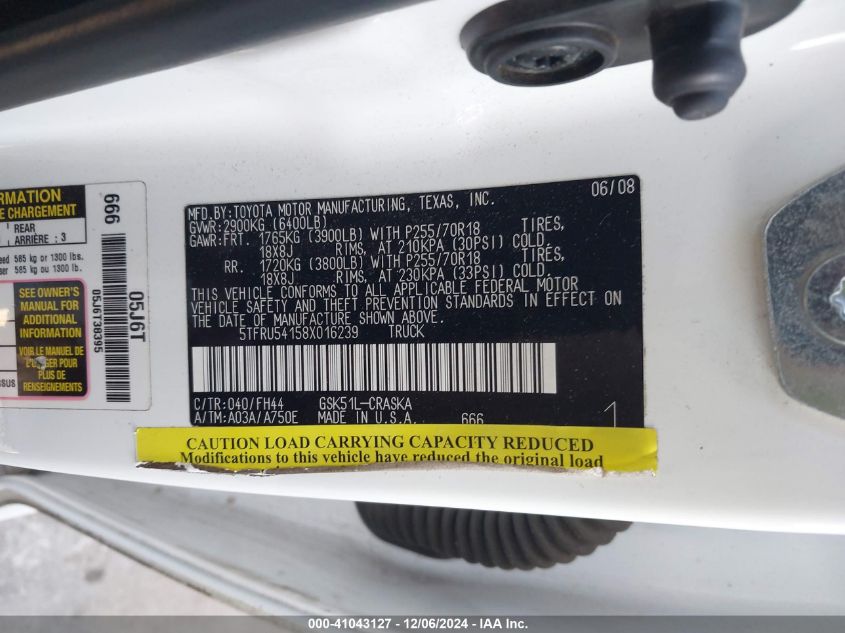 RMATION
E CHARGEMENT
REAR
ARRIÈRE : 3
585 kg or 1300 lbs.
585 kg ou 1300 lb.
SEE OWNER'S
MANUAL FOR
ADDITIONAL
INFORMATION
VOIR LE MANUEL DE
L'USAGER POUR
PLUS DE
RENSEIGNEMENTS
666
05J6T38395
05J6T
06/08
MFD.BY:TOYOTA MOTOR MANUFACTURING, TEXAS, INC.
GVWR:2900KG (6400LB)
GAWR:FRT. 1765KG (3900LB) WITH P255/70R18 TIRES,
18X8J RIMS, AT 210KPA (30PSI) COLD.
RR. 1720KG (3800LB) WITH P255/70R18 TIRES,
18X8J RIMS, AT 230KPA (33PSI) COLD.
THIS VEHICLE CONFORMS TO ALL APPLICABLE FEDERAL MOTOR
VEHICLE SAFETY AND THEFT PREVENTION STANDARDS IN EFFECT ON
THE DATE OF MANUFACTURE SHOWN ABOVE.
5TFRU54158X016239 TRUCK
C/TR:040/FH44 GSK51L-CRASKA
A/TM:A03A/A750E MADE IN U.S.A. 666 1
CAUTION LOAD CARRYING CAPACITY REDUCED
Modifications to this vehicle have reduced the original load
000-41043127 - 12/06/2024 - IAA Inc.